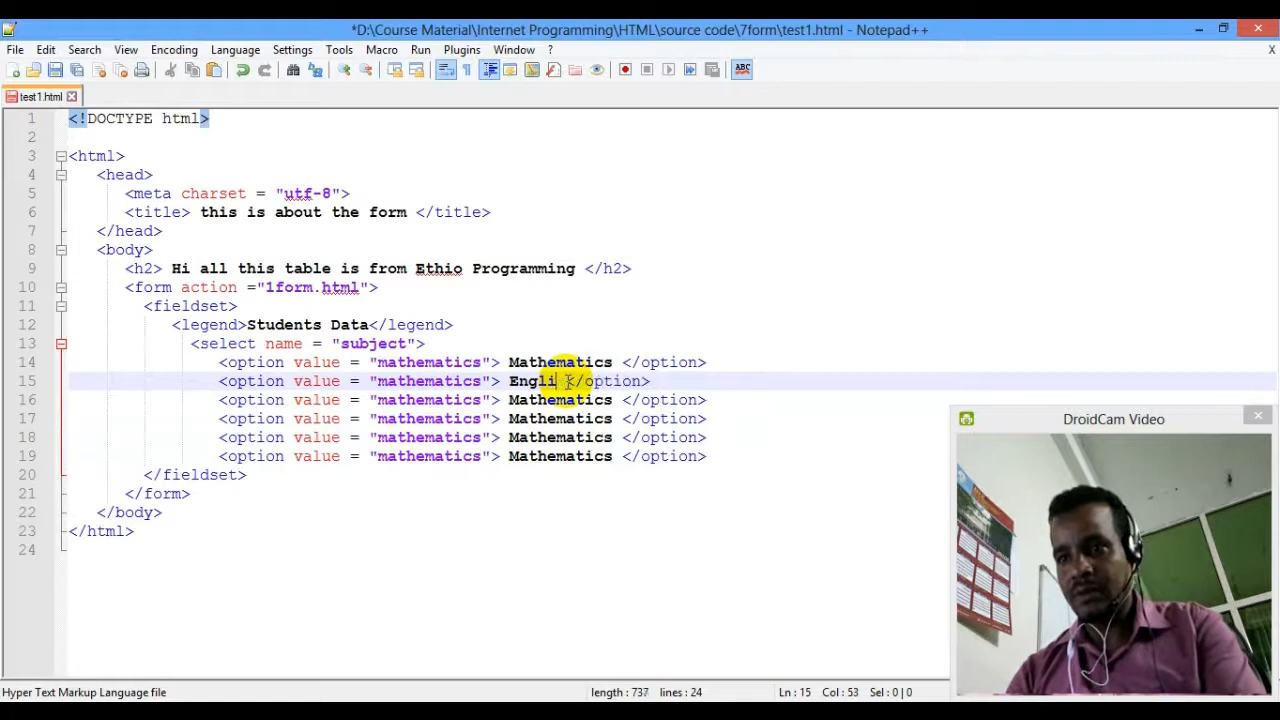 *D:\Course Material\Internet Programming\HTML\source code\7form\test1.html - Notepad++
File Edit Search View Encoding Language Settings Tools Macro Run Plugins Window ? X
ABC
test1.html
1 <!DOCTYPE html>
2
3 <html>
4 <head>
5 <meta charset = "utf-8">
6 <title> this is about the form </title>
7 </head>
8 <body>
9 <h2> Hi all this table is from Ethio Programming </h2>
10 <form action ="1form.html">
11 <fieldset>
12 <legend>Students Data</legend>
13 <select name = "subject">
14 <option value = "mathematics"> Mathematics </option>
15 <option value = "mathematics"> Engli </option>
16 <option value = "mathematics"> Mathematics </option>
17 <option value = "mathematics"> Mathematics </option>
18 <option value = "mathematics"> Mathematics </option>
19 <option value = "mathematics"> Mathematics </option>
20 </fieldset>
21 </form>
22 </body>
23 </html>
24
DroidCam Video
Hyper Text Markup Language file length : 737 lines : 24 Ln : 15 Col : 53 Sel : 0 | 0